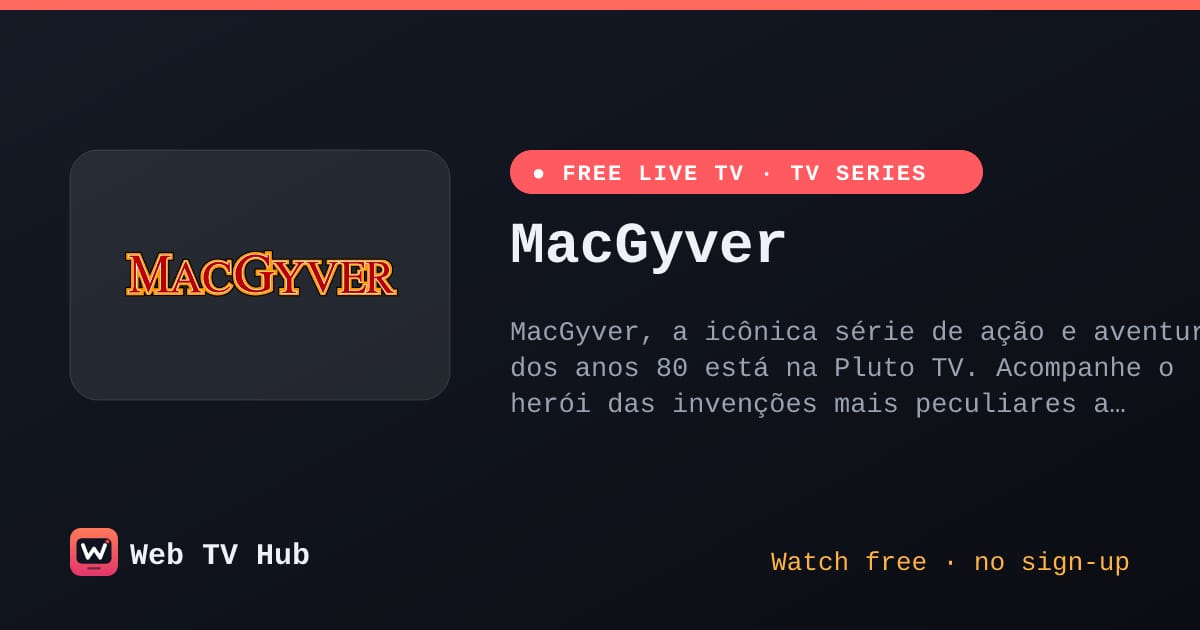 MacGyver
• FREE LIVE TV · TV SERIES
MacGyver
MacGyver, a icônica série de ação e aventur
dos anos 80 está na Pluto TV. Acompanhe o
herói das invenções mais peculiares a…
W
Web TV Hub
Watch free · no sign-up